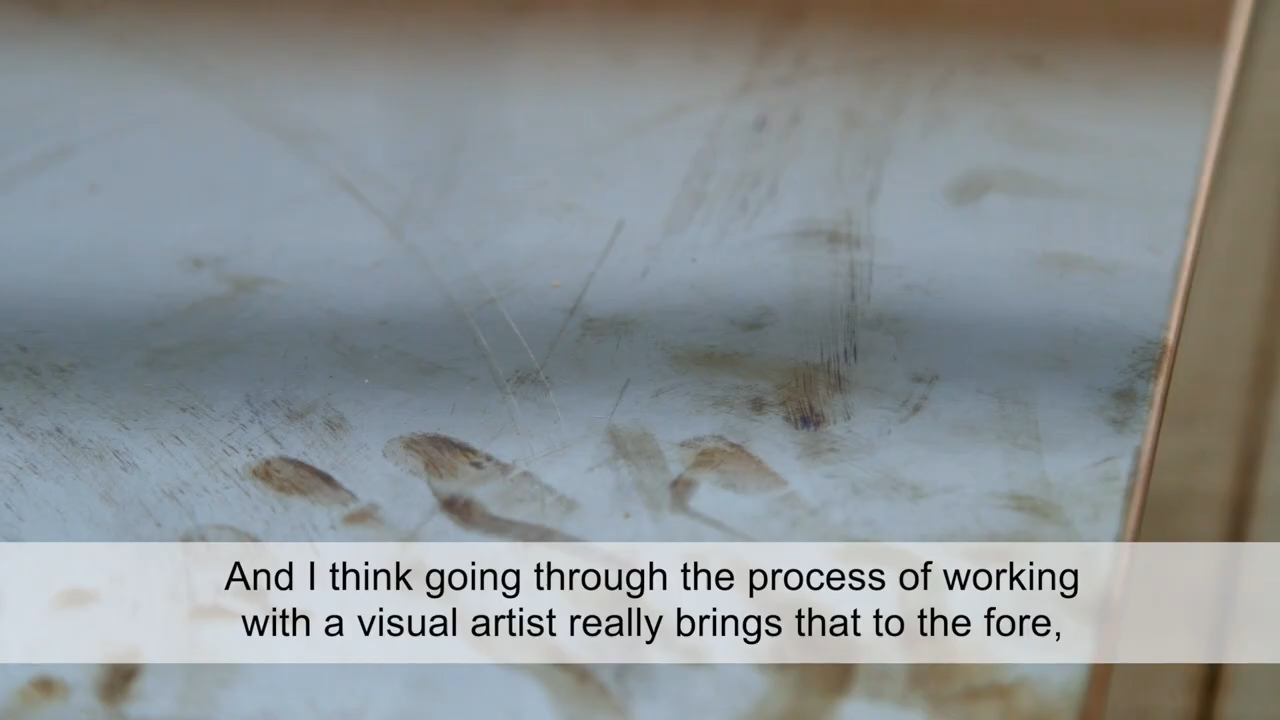 And I think going through the process of working
with a visual artist really brings that to the fore,